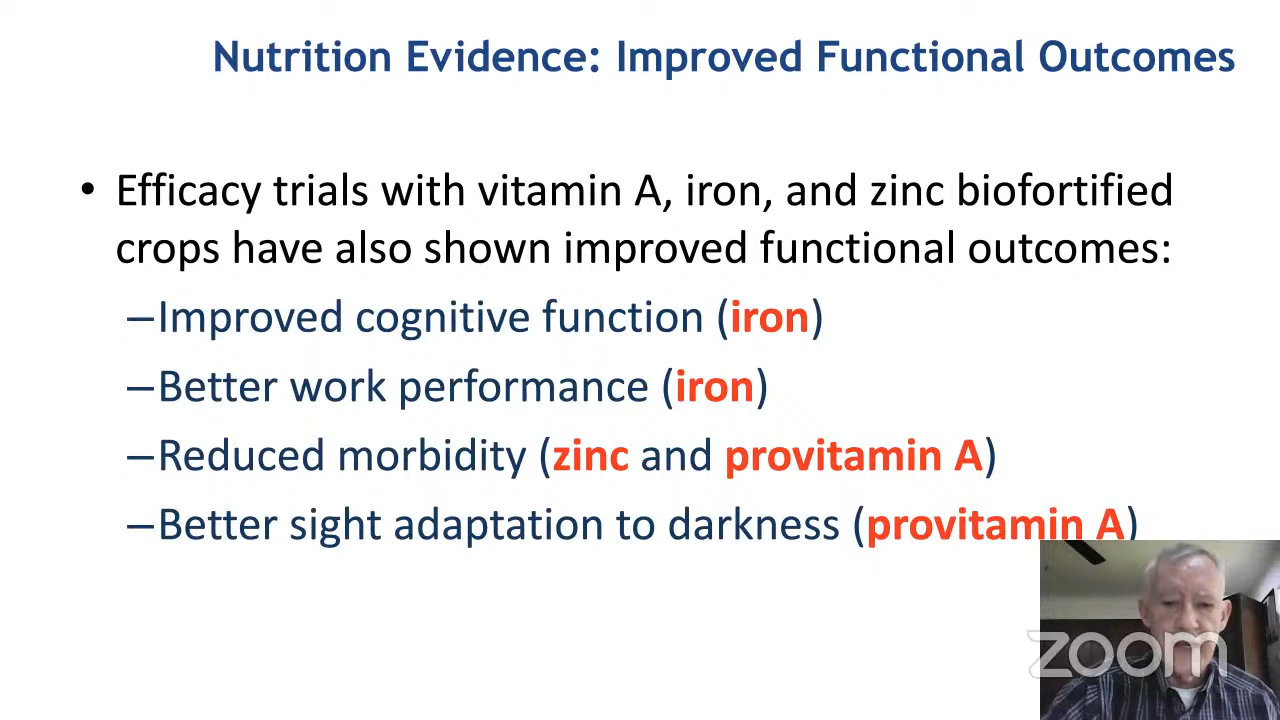 Nutrition Evidence: Improved Functional Outcomes
• Efficacy trials with vitamin A, iron, and zinc biofortified
crops have also shown improved functional outcomes:
–Improved cognitive function (iron)
–Better work performance (iron)
–Reduced morbidity (zinc and provitamin A)
–Better sight adaptation to darkness (provitamin A)
zoom